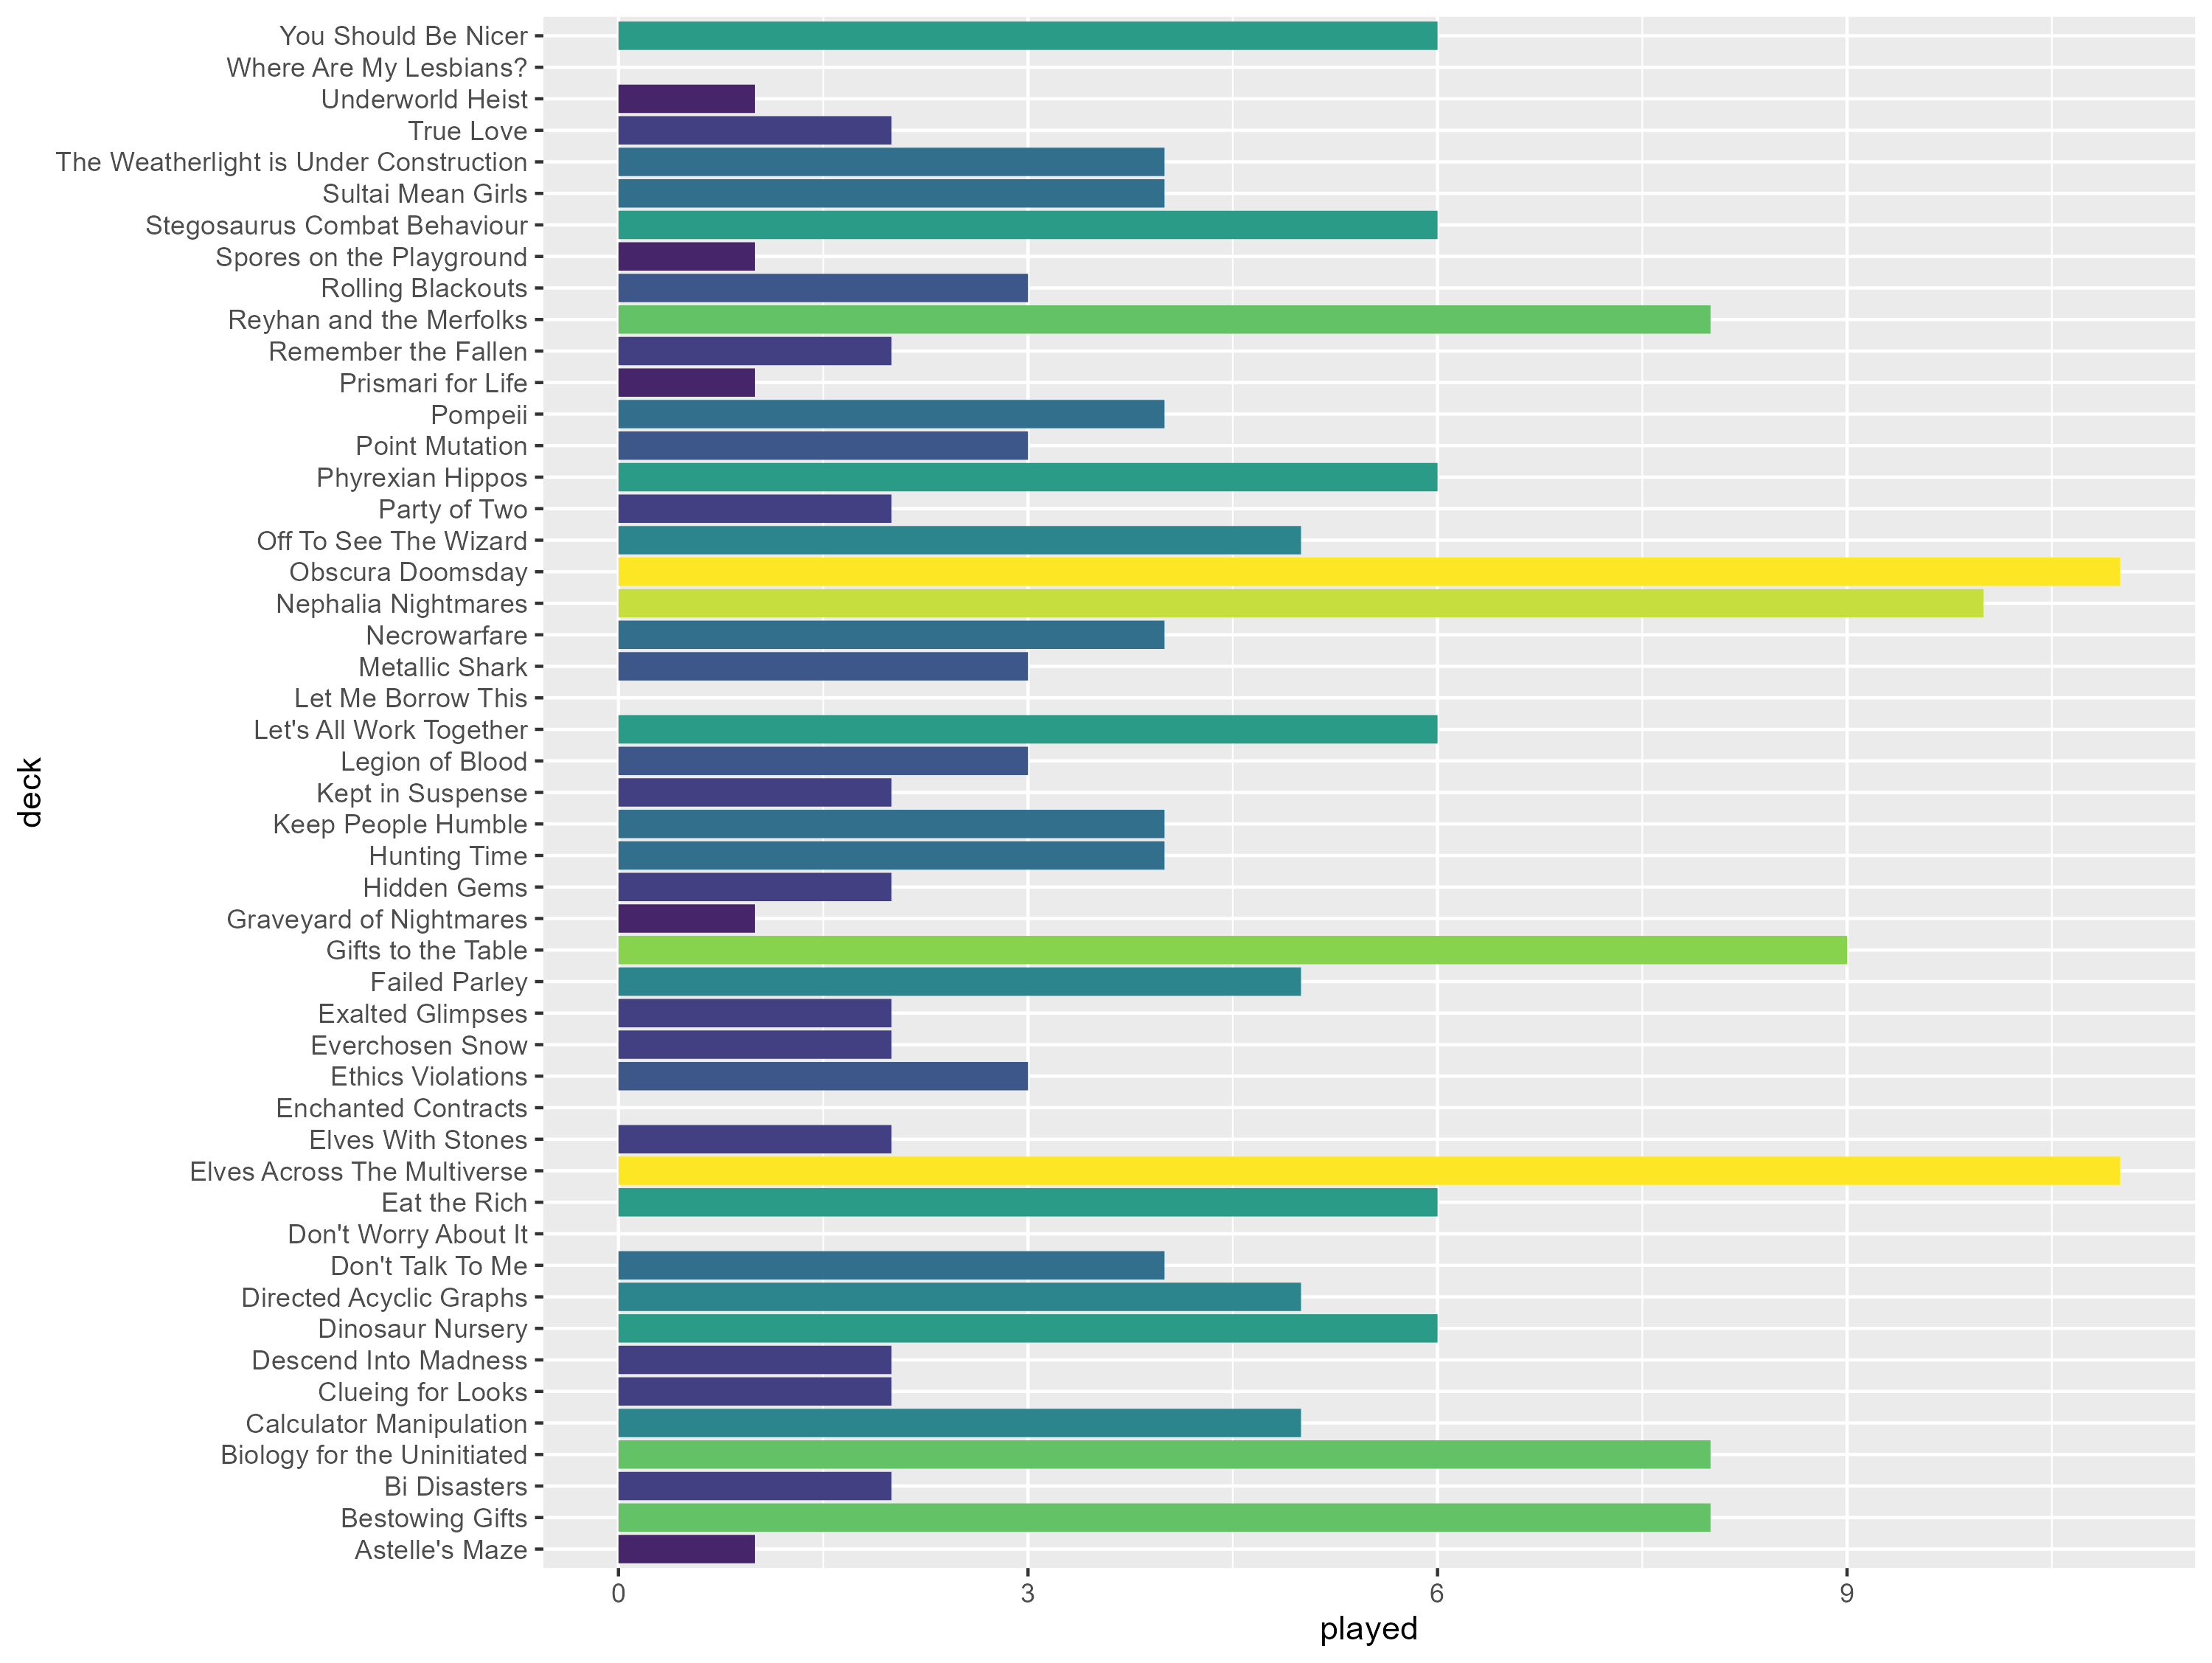 You Should Be Nicer
Where Are My Lesbians?
Underworld Heist
True Love
The Weatherlight is Under Construction
Sultai Mean Girls
Stegosaurus Combat Behaviour
Spores on the Playground
Rolling Blackouts
Reyhan and the Merfolks
Remember the Fallen
Prismari for Life
Pompeii
Point Mutation
Phyrexian Hippos
Party of Two
Off To See The Wizard
Obscura Doomsday
Nephalia Nightmares
Necrowarfare
Metallic Shark
Let Me Borrow This
Let's All Work Together
Legion of Blood
Kept in Suspense
Keep People Humble
Hunting Time
Hidden Gems
Graveyard of Nightmares
Gifts to the Table
Failed Parley
Exalted Glimpses
Everchosen Snow
Ethics Violations
Enchanted Contracts
Elves With Stones
Elves Across The Multiverse
Eat the Rich
Don't Worry About It
Don't Talk To Me
Directed Acyclic Graphs
Dinosaur Nursery
Descend Into Madness
Clueing for Looks
Calculator Manipulation
Biology for the Uninitiated
Bi Disasters
Bestowing Gifts
Astelle's Maze
deck
0 3 6 9
played